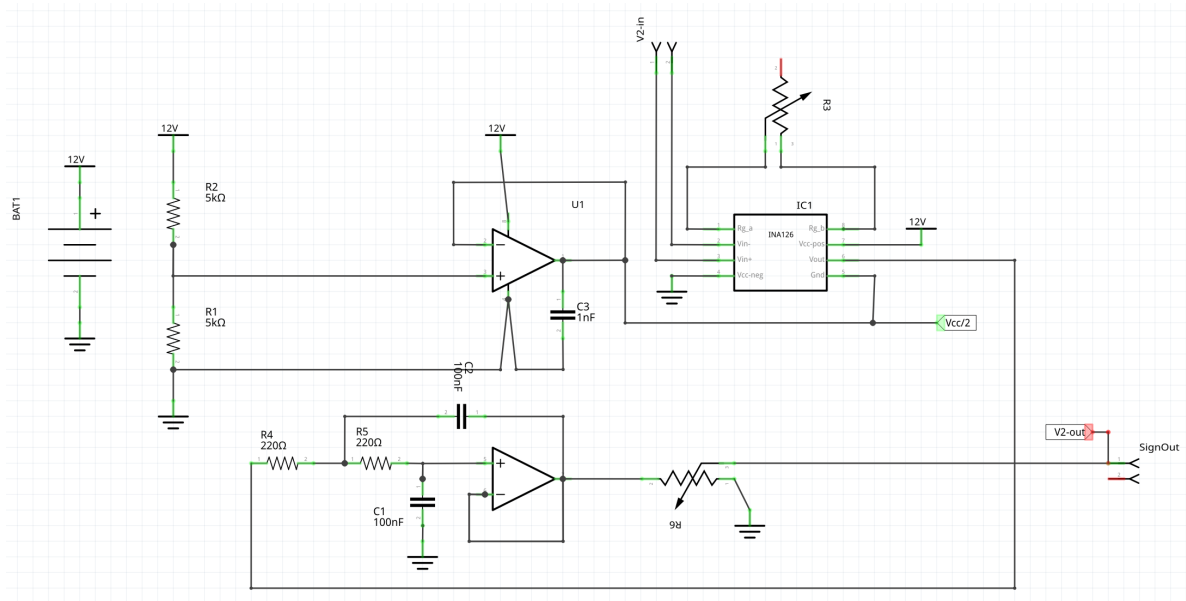 V2-in
R3
12V
12V
12V
BAT1
R2
5kΩ
U1
IC1
INA126
Rg_a
Rg_b
12V
Vin-
Vcc-pos
Vin+
Vout
Vcc-neg
Gnd
R1
5kΩ
C3
1nF
Vcc/2
C2
100nF
R4
220Ω
R5
220Ω
V2-out
SignOut
C1
100nF
R6